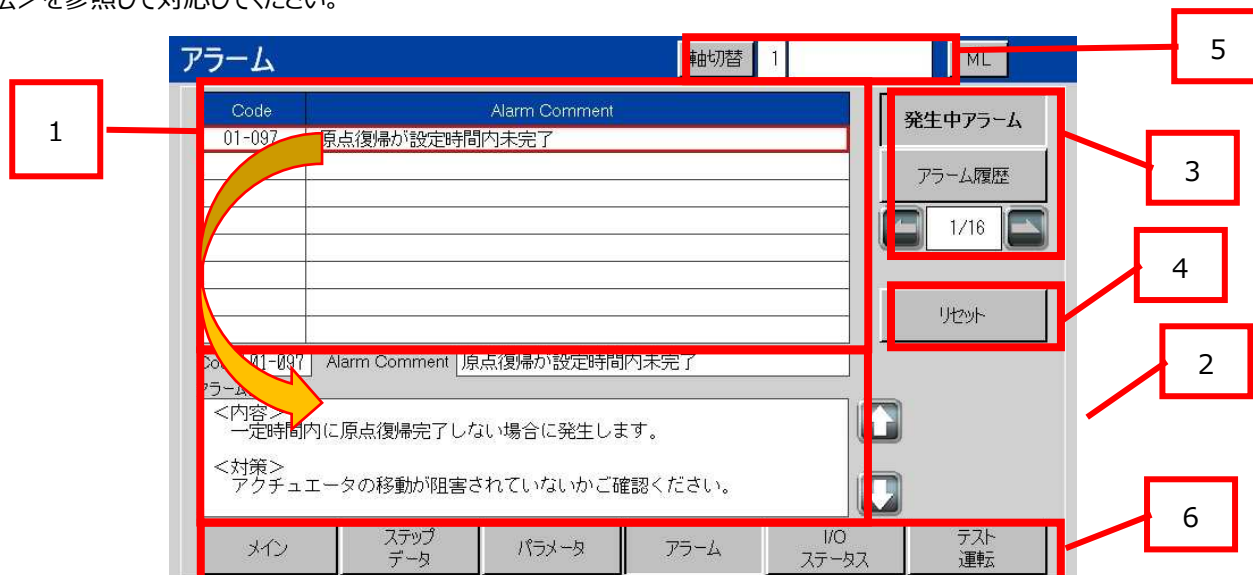 を参照して対応してください。
5
アラーム
軸切替 1 ML
1
Code Alarm Comment
01-097 原点復帰が設定時間内未完了
発生中アラーム
3
アラーム履歴
1/16
4
リセット
2
01-097 Alarm Comment 原点復帰が設定時間内未完了
<内容>
一定時間内に原点復帰完了しない場合に発生します。
<対策>
アクチュエータの移動が阻害されていないかご確認ください。
6
メイン ステップ パラメータ アラーム I/O テスト
データ ステータス 運転